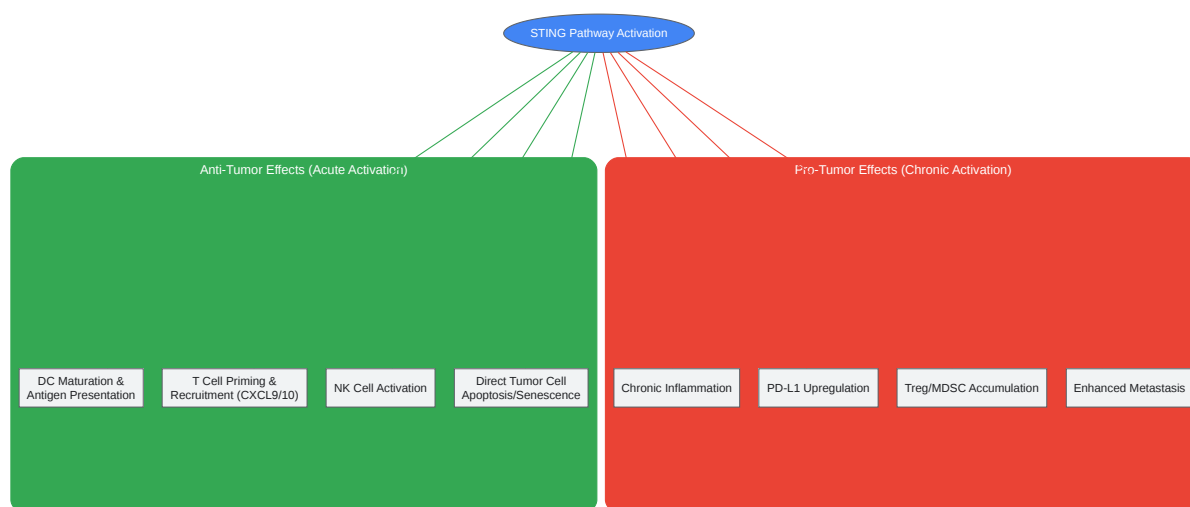 STING Pathway Activation
Anti-Tumor Effects (Acute Activation)
Pro-Tumor Effects (Chronic Activation)
DC Maturation &
Antigen Presentation
T Cell Priming &
Recruitment (CXCL9/10)
NK Cell Activation
Direct Tumor Cell
Apoptosis/Senescence
Chronic Inflammation
PD-L1 Upregulation
Treg/MDSC Accumulation
Enhanced Metastasis